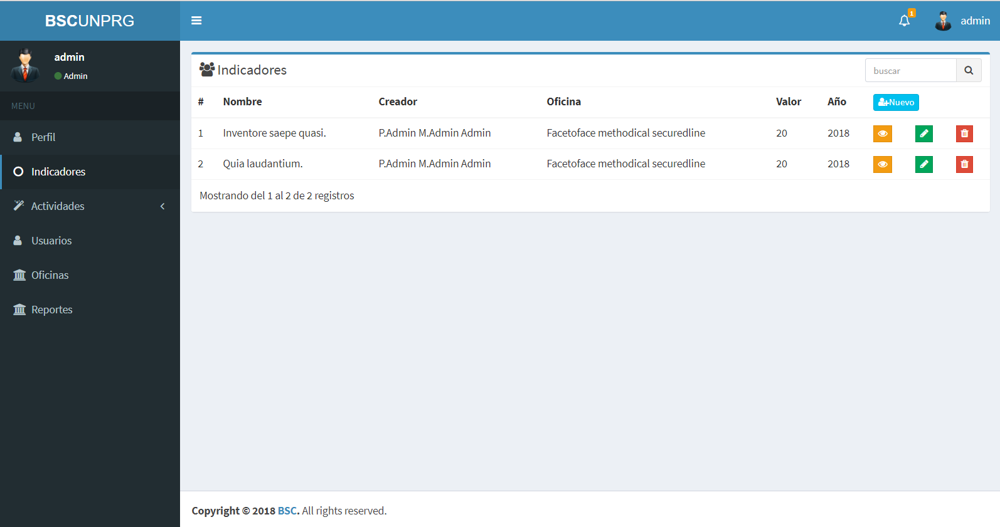 BSCUNPRG
1
admin
admin
Admin
MENU
Perfil
Indicadores
Actividades
Usuarios
Oficinas
Reportes
Indicadores
buscar
# Nombre Creador Oficina Valor Año Nuevo
1 Inventore saepe quasi. P.Admin M.Admin Admin Facetoface methodical securedline 20 2018
2 Quia laudantium. P.Admin M.Admin Admin Facetoface methodical securedline 20 2018
Mostrando del 1 al 2 de 2 registros
Copyright © 2018 BSC. All rights reserved.